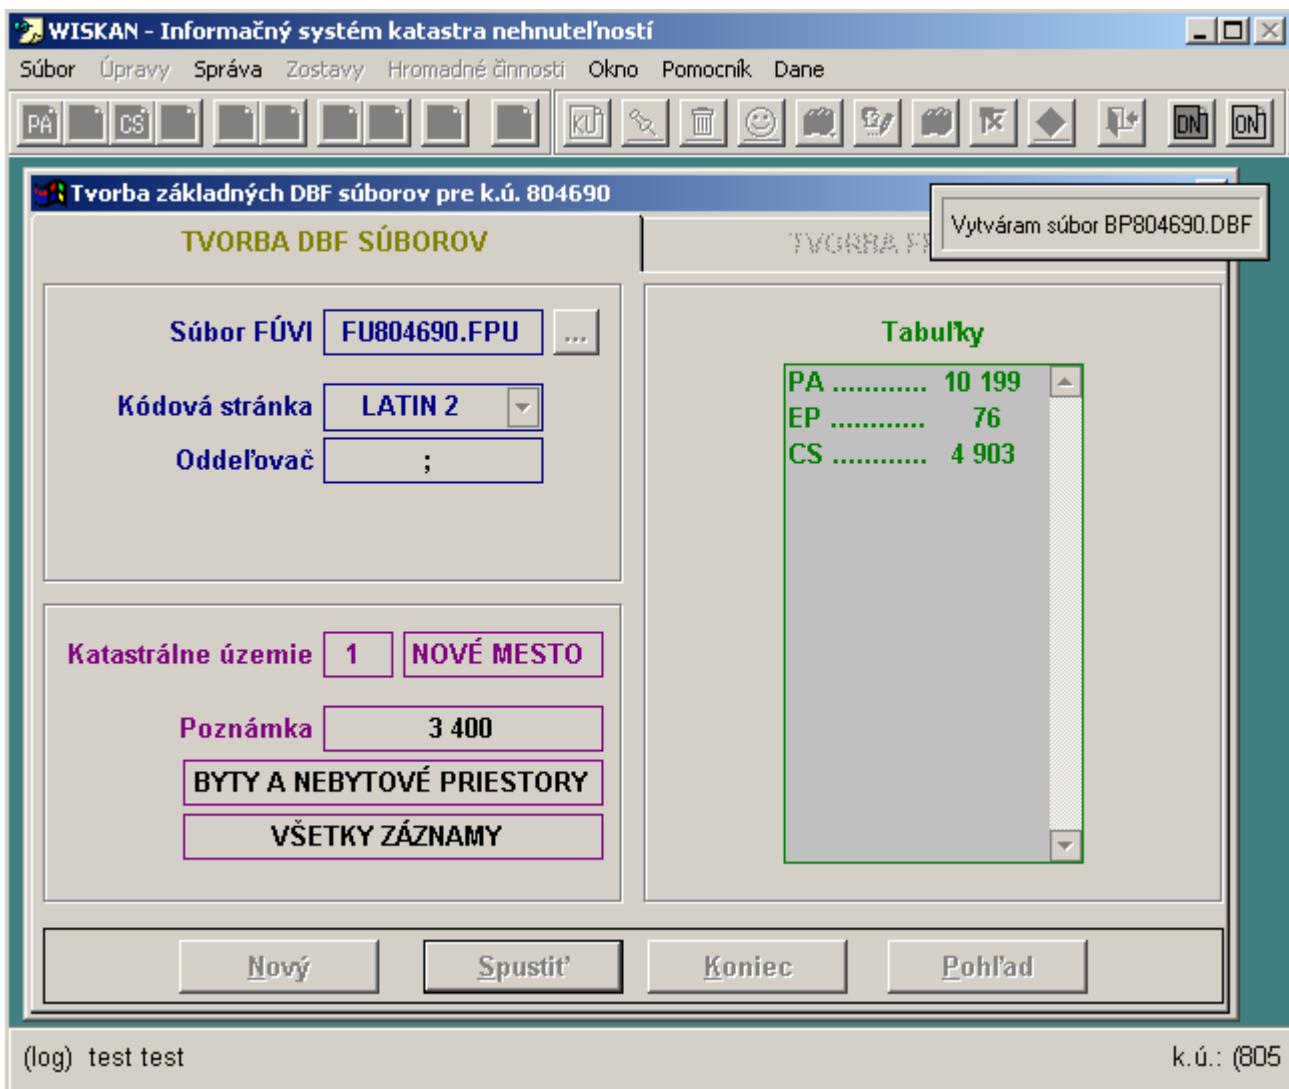 WISKAN - Informačný systém katastra nehnuteľností
Súbor Úpravy Správa Zostavy Hromadné činnosti Okno Pomocník Dane
PA CS KU DN ON
Tvorba základných DBF súborov pre k.ú. 804690
Vytváram súbor BP804690.DBF
TVORBA DBF SÚBOROV
TVORBA
Súbor FÚVI FU804690.FPU ...
Kódová stránka LATIN 2
Oddeľovač ;
Tabuľky
PA ............ 10 199
EP ............ 76
CS ............ 4 903
Katastrálne územie 1 NOVÉ MESTO
Poznámka 3 400
BYTY A NEBYTOVÉ PRIESTORY
VŠETKY ZÁZNAMY
Nový Spustiť Koniec Pohľad
(log) test test k.ú.: (805